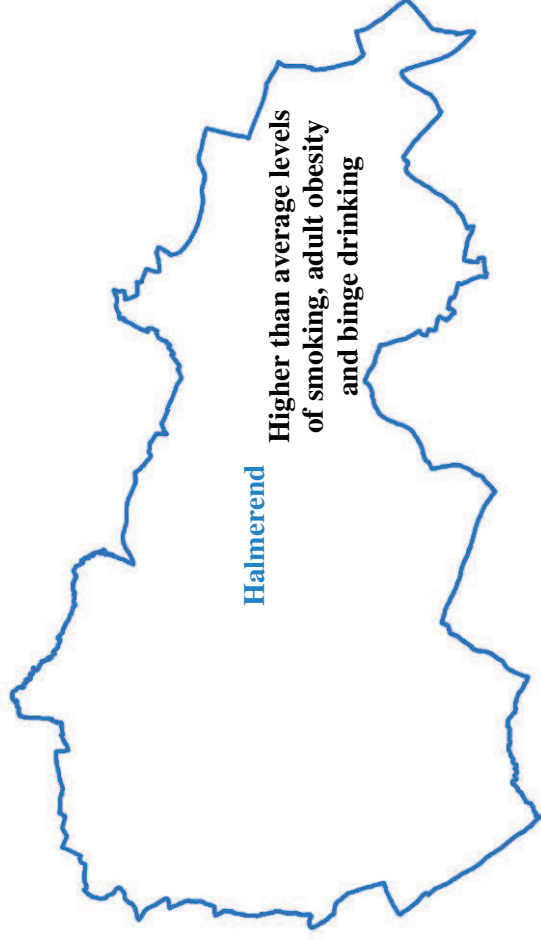 Halmerend
Higher than average levels
of smoking, adult obesity
and binge drinking